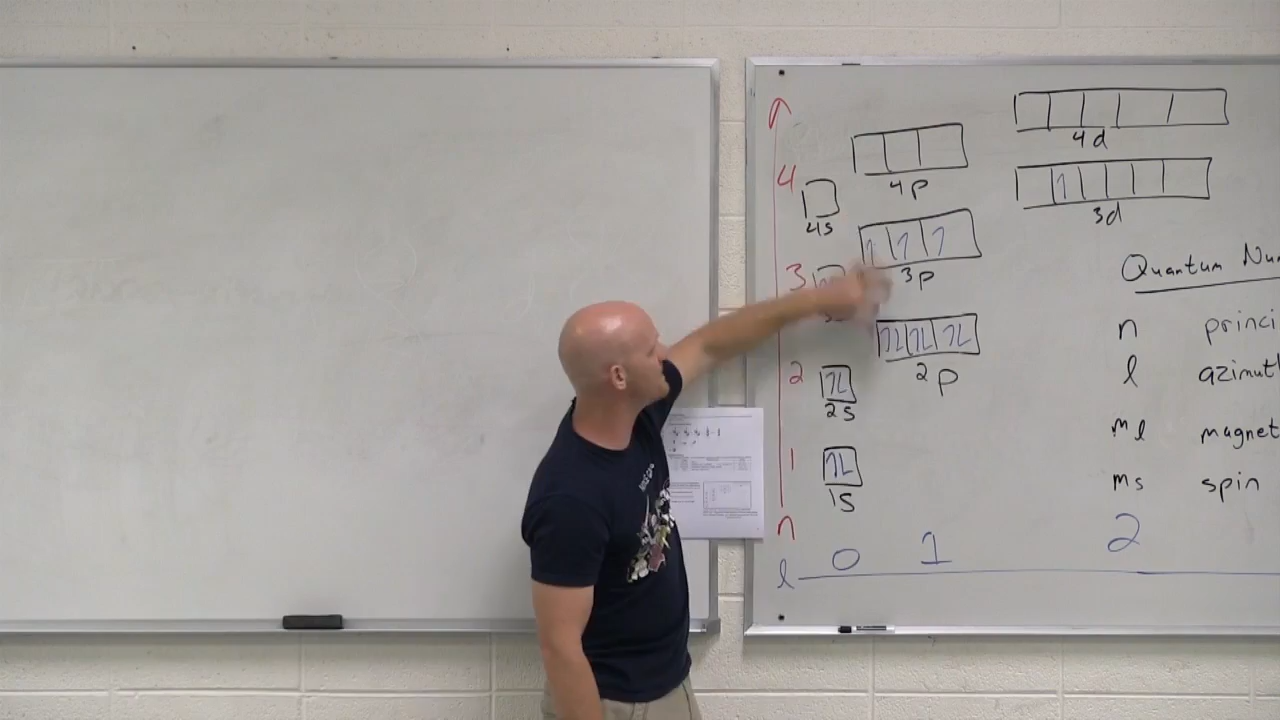 4d
4
4p
4s
3d
3
3p
Quantum Nu
n princi
2
2p
l azimut
2s
ml magnet
1
1s
ms spin
n
l 0 1 2